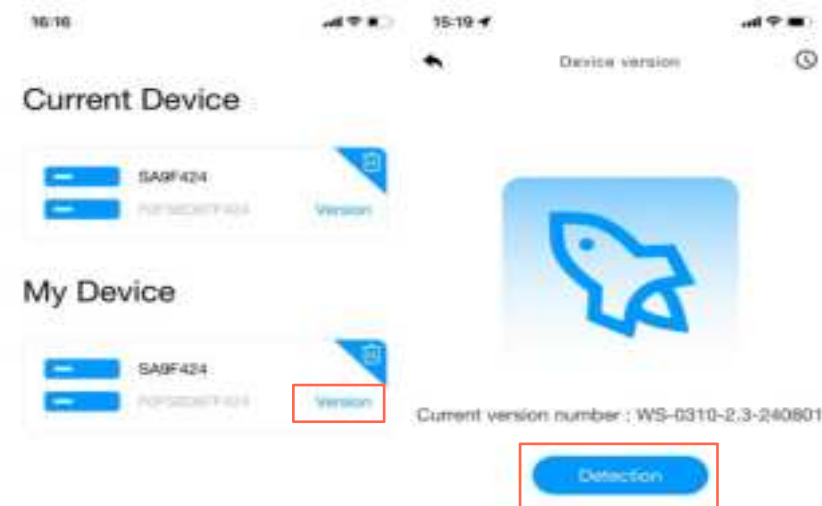 16:16
Current Device
SA9F424
Version
My Device
SA9F424
Version
15:19
Device version
Current version number : WS-0310-2.3-240801
Detection